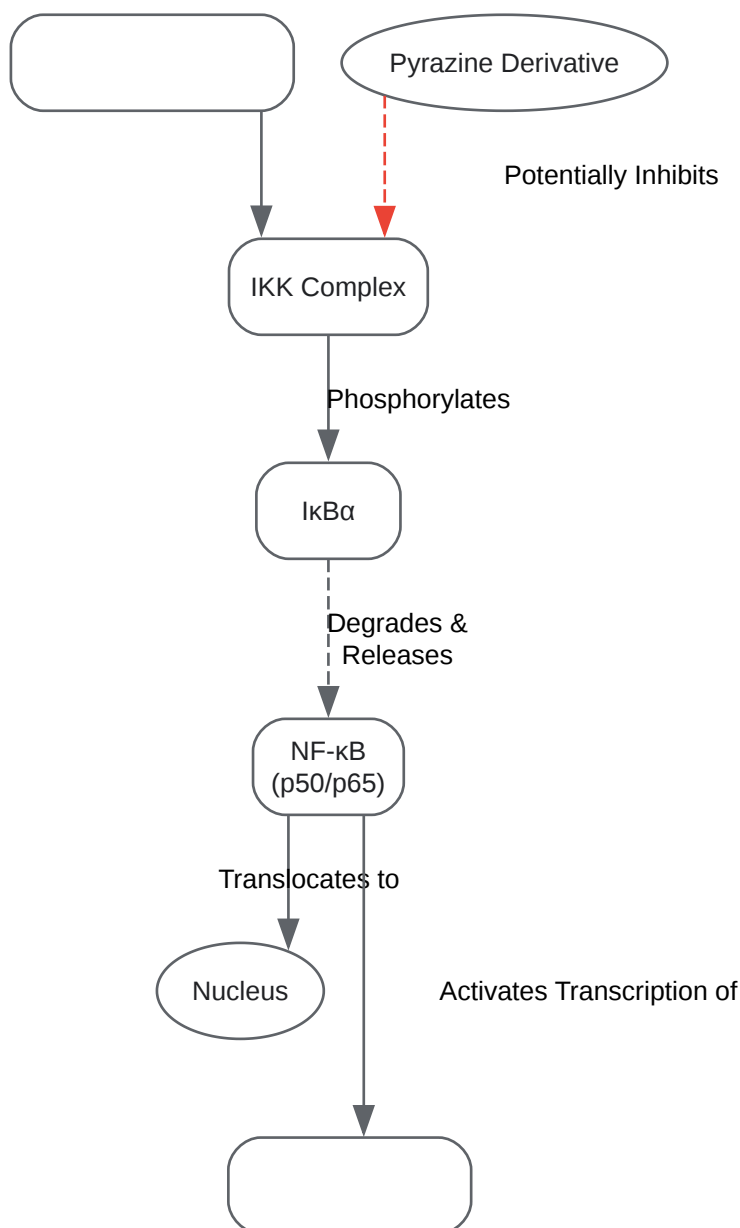 Pyrazine Derivative
Potentially Inhibits
IKK Complex
Phosphorylates
IκBα
Degrades &
Releases
NF-κB
(p50/p65)
Translocates to
Nucleus
Activates Transcription of